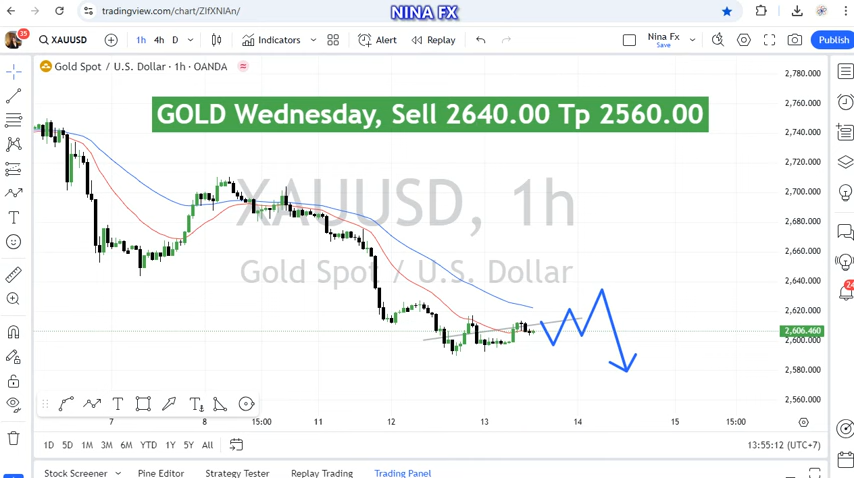 NINA FX
tradingview.com/chart/ZIfXNIAn/
35
XAUUSD
1h 4h D
Indicators
Alert
Replay
Nina Fx
Save
Publish
Gold Spot / U.S. Dollar · 1h · OANDA
GOLD Wednesday, Sell 2640.00 Tp 2560.00
XAUUSD, 1h
Gold Spot / U.S. Dollar
2,780.000
2,760.000
2,740.000
2,720.000
2,700.000
2,680.000
2,660.000
2,640.000
2,620.000
2,606.460
2,600.000
2,580.000
2,560.000
24
7 8 15:00 11 12 13 14 15 15:00
1D 5D 1M 3M 6M YTD 1Y 5Y All
13:55:12 (UTC+7)
Stock Screener Pine Editor Strategy Tester Replay Trading Trading Panel